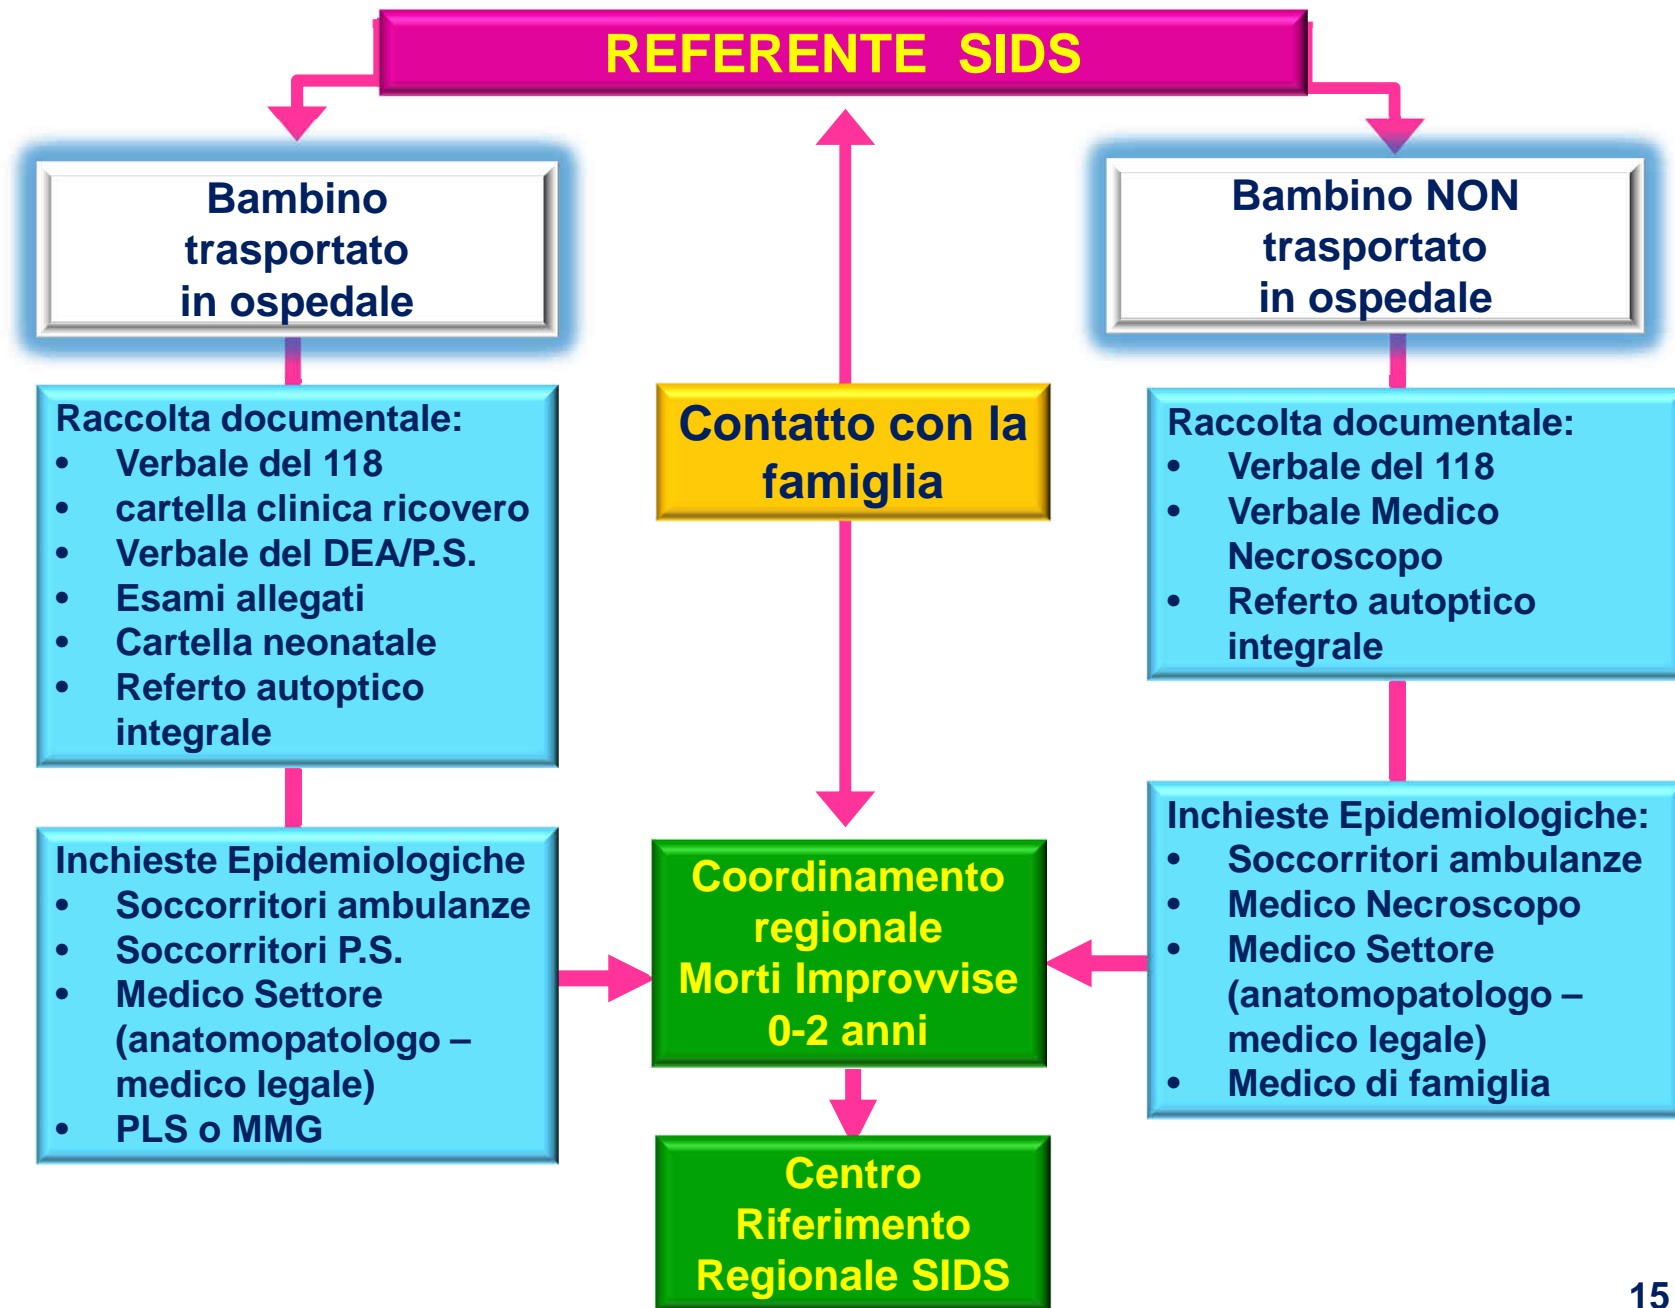 REFERENTE SIDS
Bambino
trasportato
in ospedale
Bambino NON
trasportato
in ospedale
Raccolta documentale:
• Verbale del 118
• cartella clinica ricovero
• Verbale del DEA/P.S.
• Esami allegati
• Cartella neonatale
• Referto autoptico
integrale
Contatto con la
famiglia
Raccolta documentale:
• Verbale del 118
• Verbale Medico
Necroscopo
• Referto autoptico
integrale
Inchieste Epidemiologiche
• Soccorritori ambulanze
• Soccorritori P.S.
• Medico Settore
(anatomopatologo –
medico legale)
• PLS o MMG
Coordinamento
regionale
Morti Improvvise
0-2 anni
Inchieste Epidemiologiche:
• Soccorritori ambulanze
• Medico Necroscopo
• Medico Settore
(anatomopatologo –
medico legale)
• Medico di famiglia
Centro
Riferimento
Regionale SIDS
15